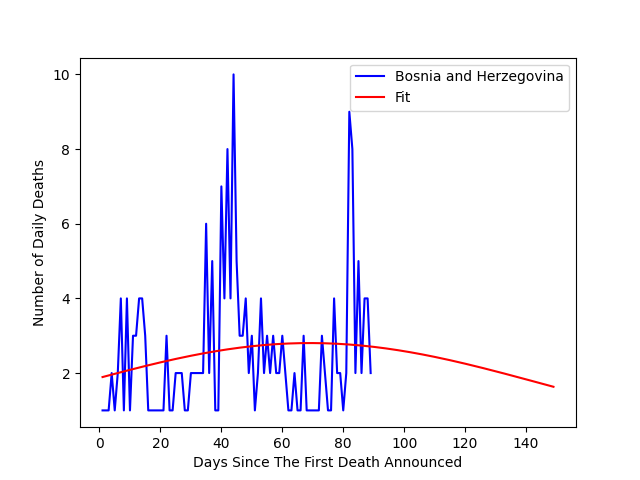 Bosnia and Herzegovina
Fit
10
8
6
4
2
Number of Daily Deaths
0 20 40 60 80 100 120 140
Days Since The First Death Announced